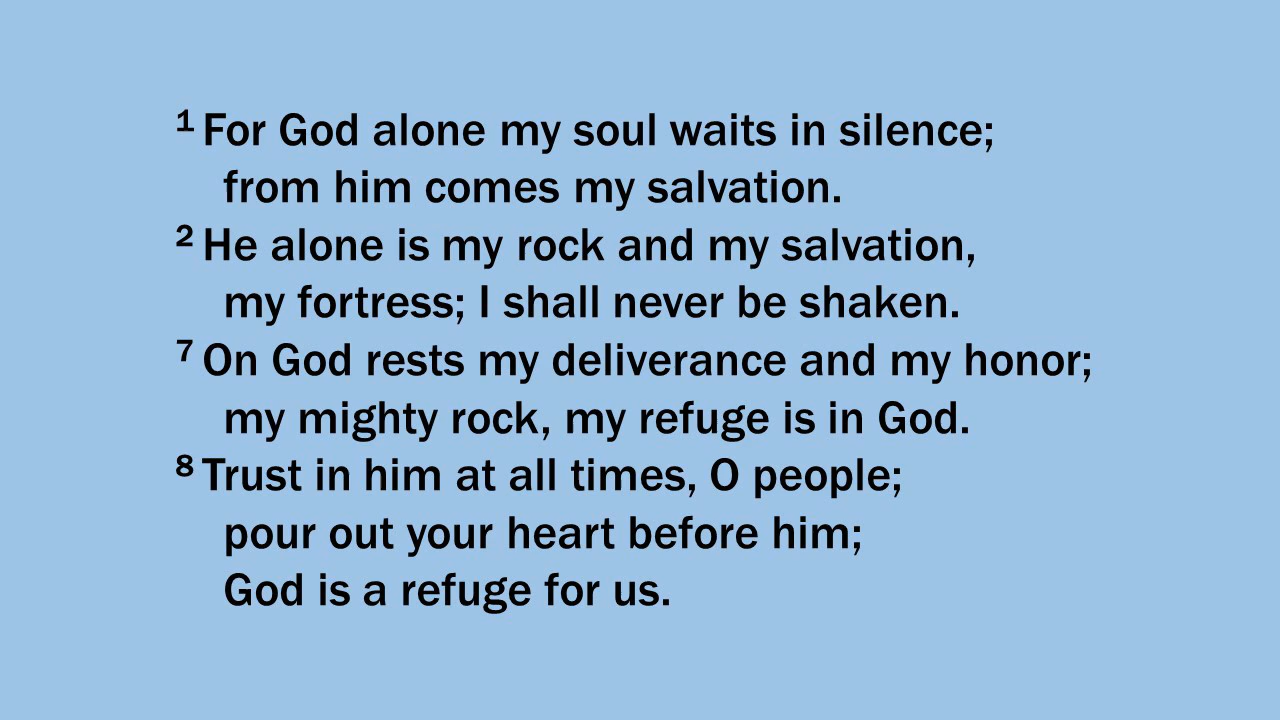 ¹ For God alone my soul waits in silence;
from him comes my salvation.
² He alone is my rock and my salvation,
my fortress; I shall never be shaken.
⁷ On God rests my deliverance and my honor;
my mighty rock, my refuge is in God.
⁸ Trust in him at all times, O people;
pour out your heart before him;
God is a refuge for us.